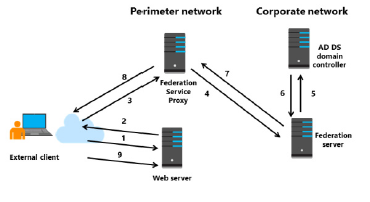 Perimeter network
Corporate network
AD DS
domain
controller
8
7
Federation
Service
Proxy
3
4
6
5
2
1
Federation
server
External client
9
Web server